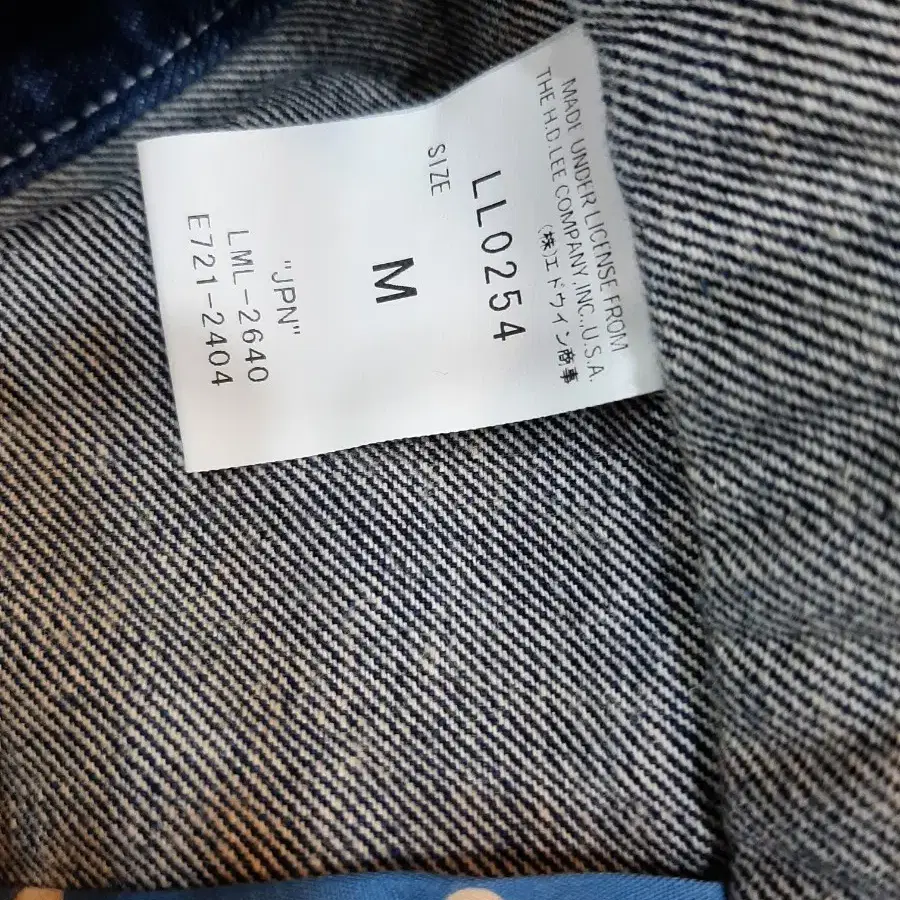 MADE UNDER LICENSE FROM
THE H.D.LEE COMPANY,INC.,U.S.A.
(株)エドウイン商事
LL0254
SIZE
M
"JPN"
LML-2640
E721-2404